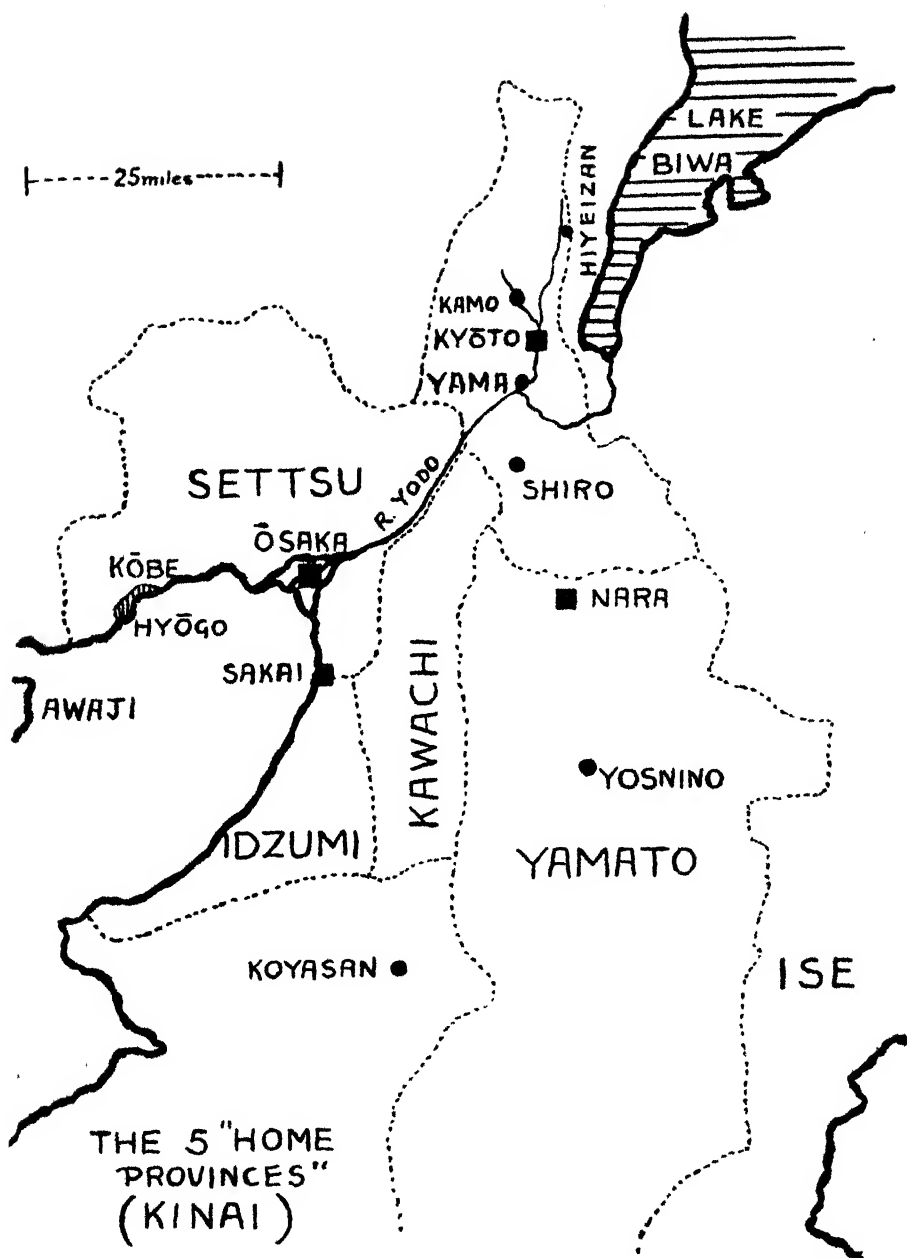 LAKE
BIWA
25 miles
HIYEIZAN
KAMO
KYŌTO
YAMA
SETTSU
R. YODO
SHIRO
ŌSAKA
KŌBE
NARA
HYŌGO
SAKAI
KAWACHI
AWAJI
YOSNINO
IDZUMI
YAMATO
KOYASAN
ISE
THE 5 "HOME
PROVINCES"
(KINAI)